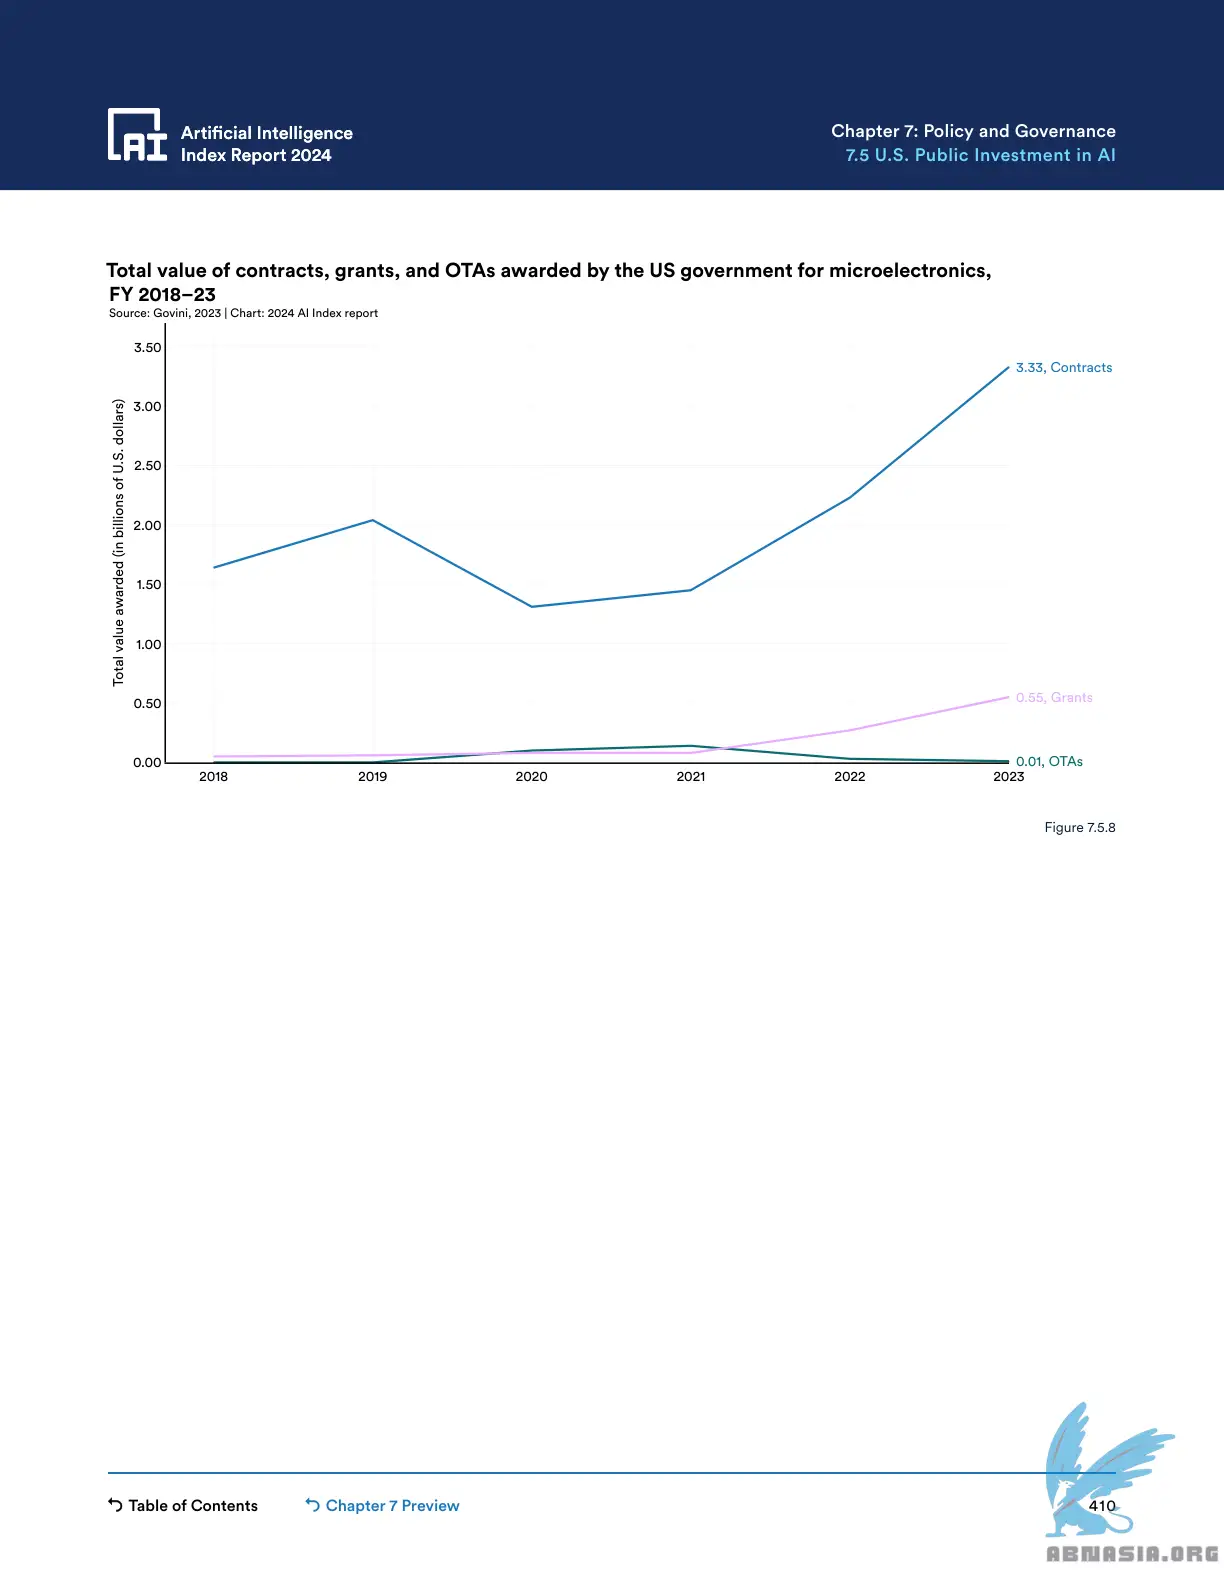 Artificial Intelligence
Index Report 2024
Chapter 7: Policy and Governance
7.5 U.S. Public Investment in AI
Total value of contracts, grants, and OTAs awarded by the US government for microelectronics,
FY 2018–23
Source: Govini, 2023 | Chart: 2024 AI Index report
Total value awarded (in billions of U.S. dollars)
3.50
3.00
2.50
2.00
1.50
1.00
0.50
0.00
3.33, Contracts
0.55, Grants
0.01, OTAs
2018 2019 2020 2021 2022 2023
Figure 7.5.8
Table of Contents
Chapter 7 Preview
410
ABNASIA.ORG